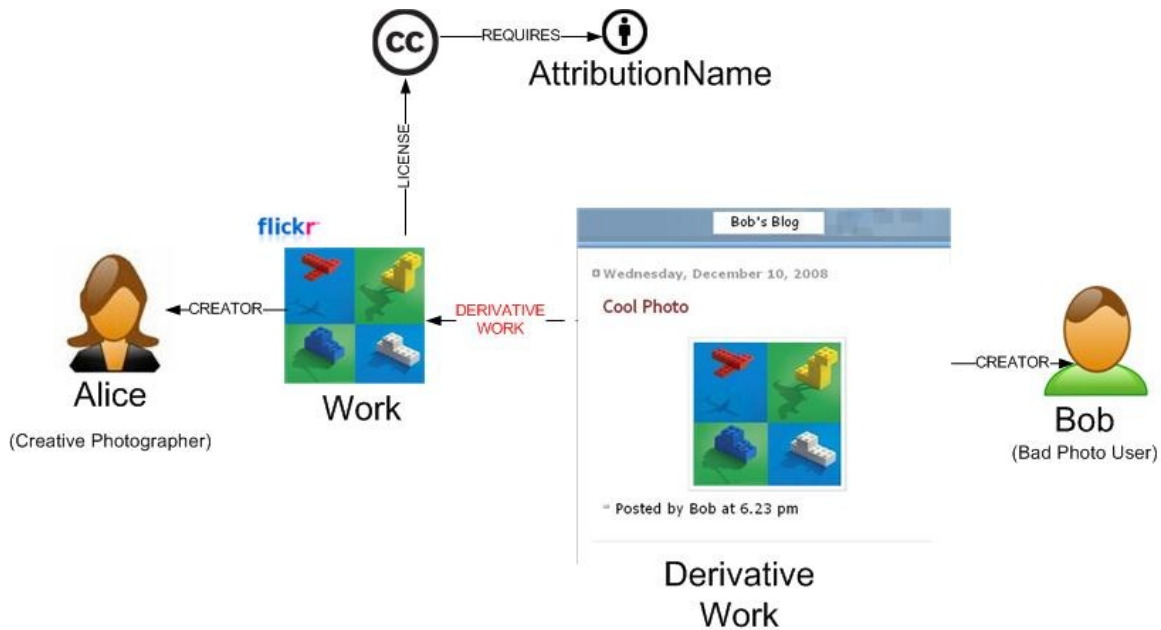 cc
REQUIRES
AttributionName
LICENSE
flickr
Bob's Blog
Wednesday, December 10, 2008
Cool Photo
CREATOR
DERIVATIVE
WORK
CREATOR
Alice
(Creative Photographer)
Work
Bob
(Bad Photo User)
Posted by Bob at 6.23 pm
Derivative
Work